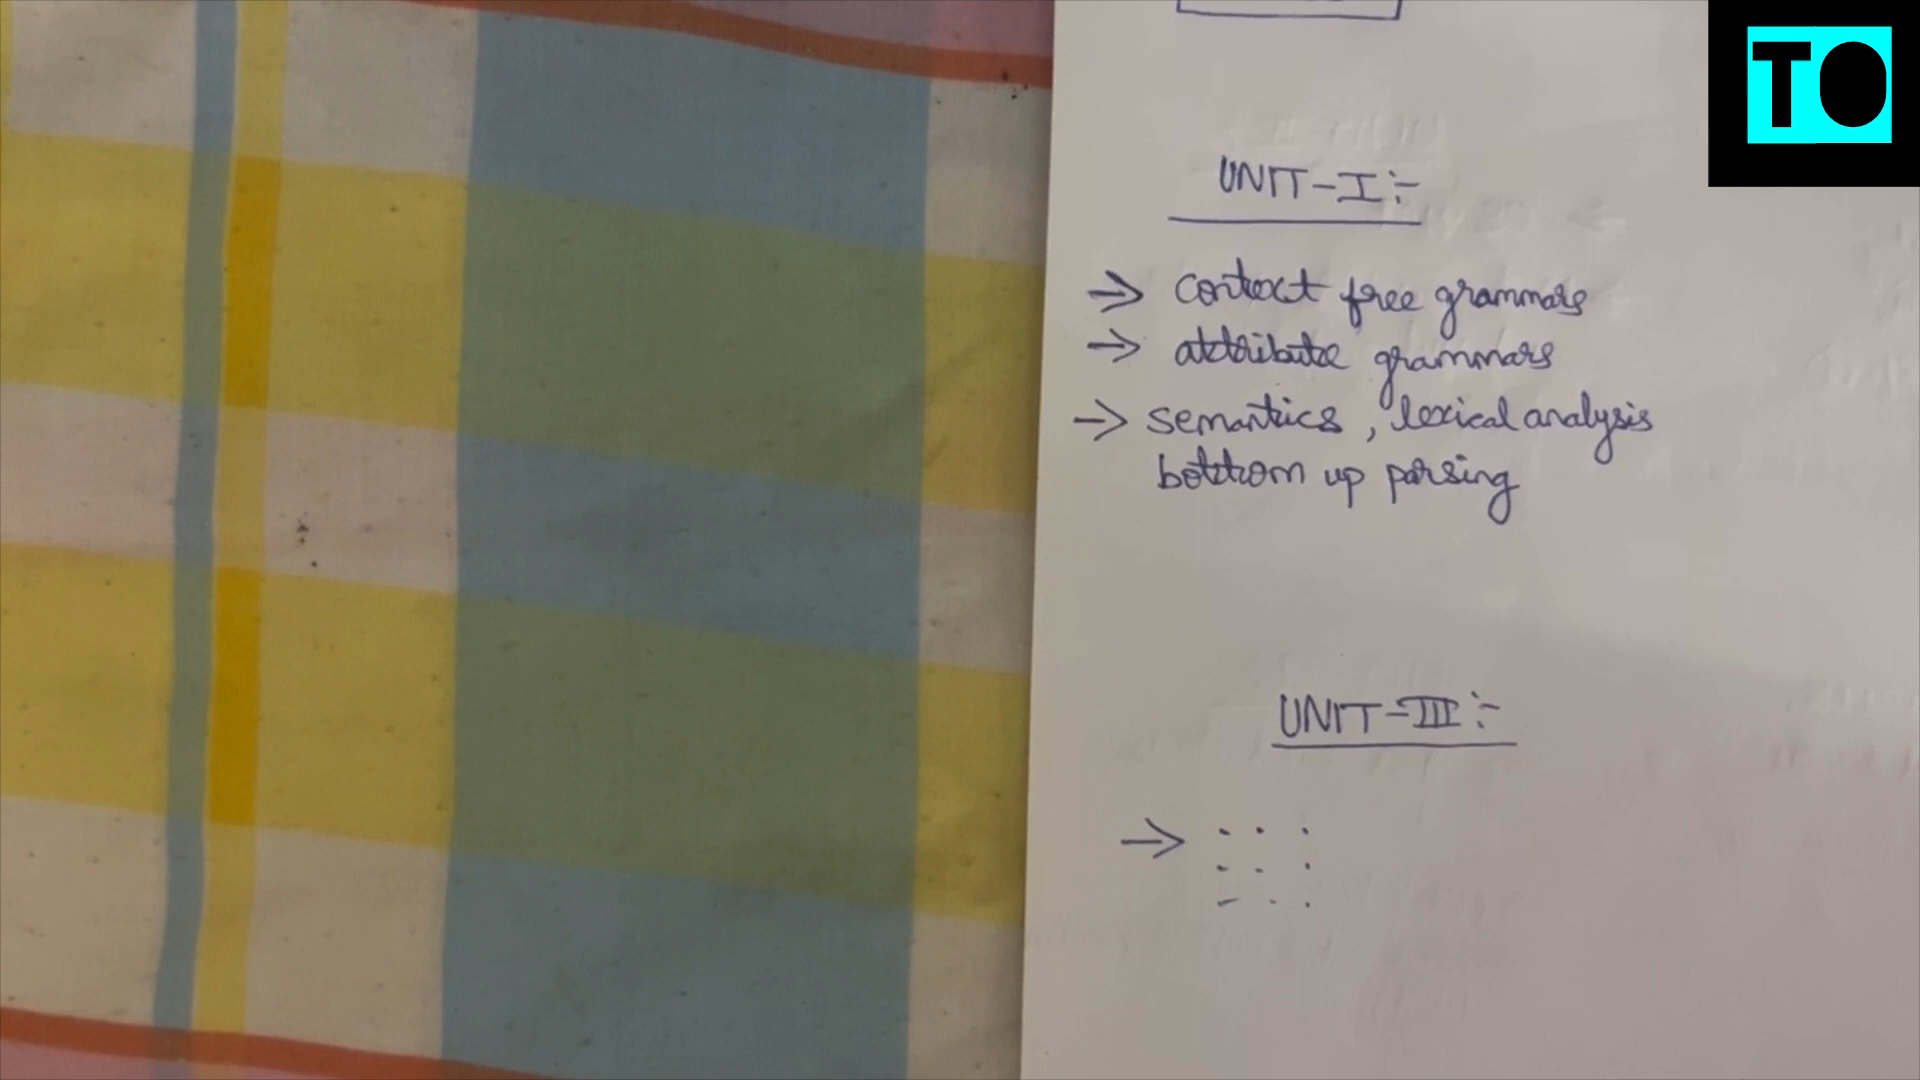 TO
UNIT-I:-
→ context free grammars
→ attribute grammars
→ semantics, lexical analysis
bottom up parsing
UNIT-III:-
→